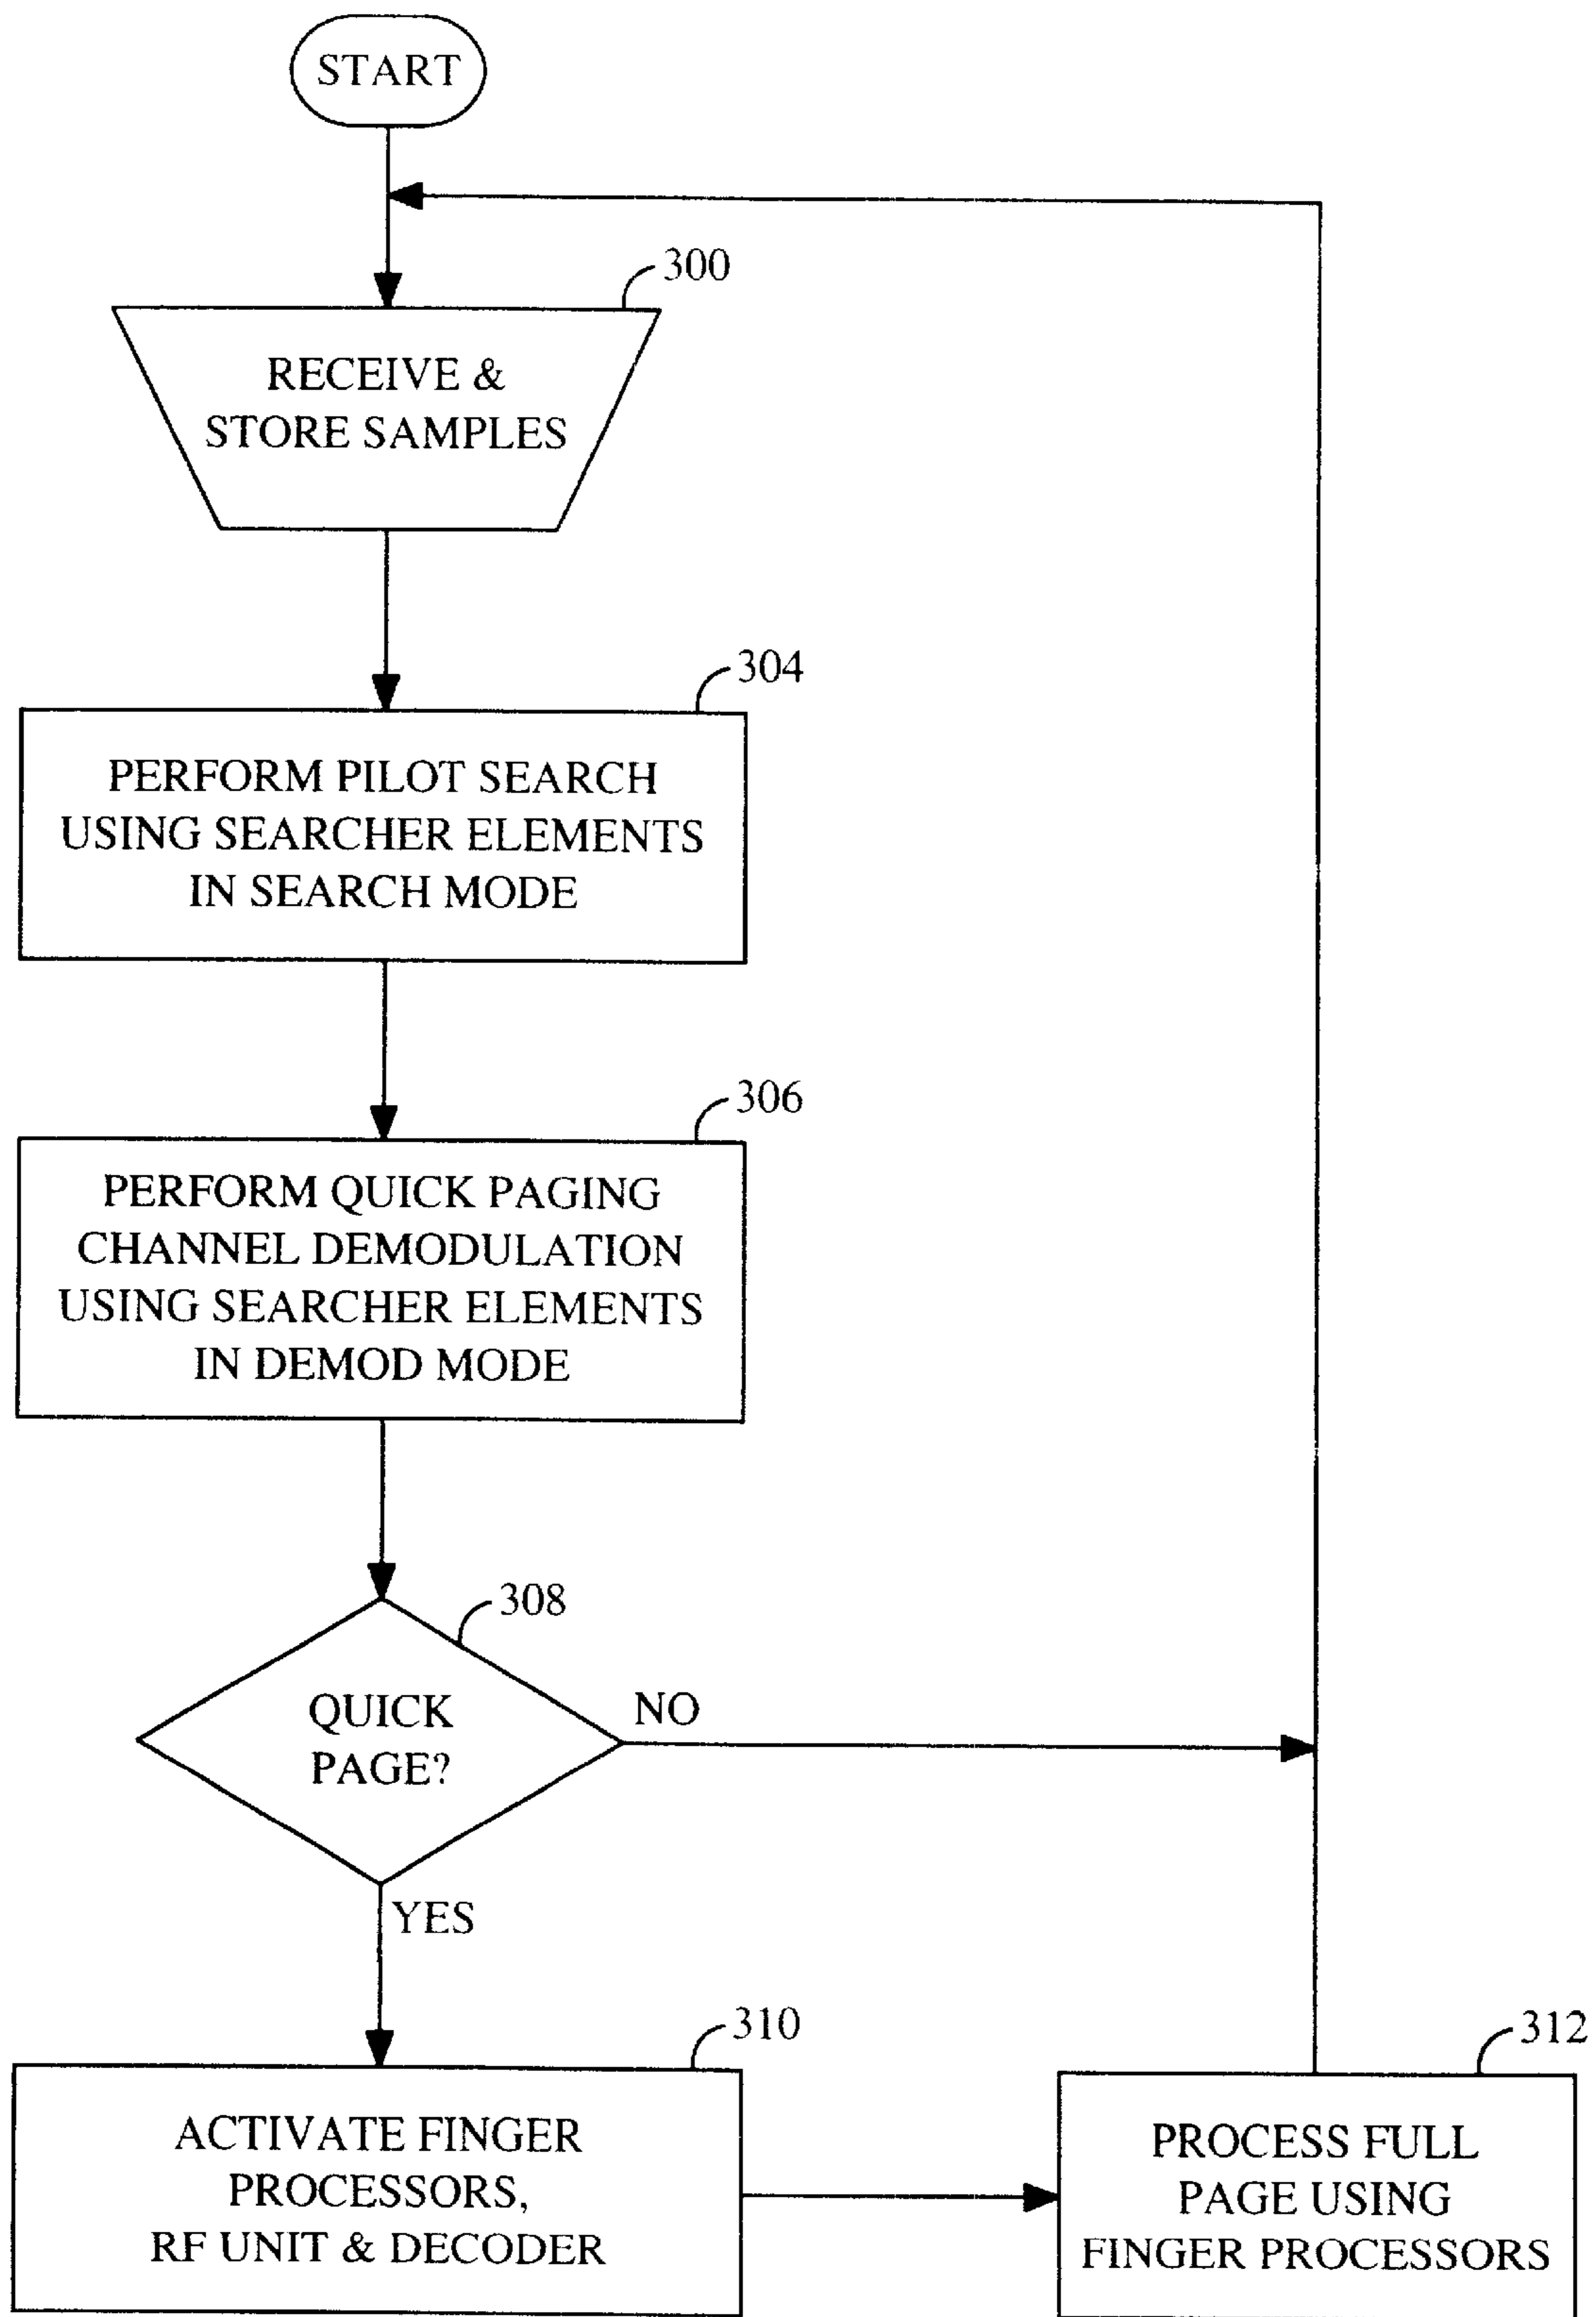 START
300
RECEIVE &
STORE SAMPLES
304
PERFORM PILOT SEARCH
USING SEARCHER ELEMENTS
IN SEARCH MODE
306
PERFORM QUICK PAGING
CHANNEL DEMODULATION
USING SEARCHER ELEMENTS
IN DEMOD MODE
308
QUICK
PAGE?
NO
YES
310
ACTIVATE FINGER
PROCESSORS,
RF UNIT & DECODER
312
PROCESS FULL
PAGE USING
FINGER PROCESSORS